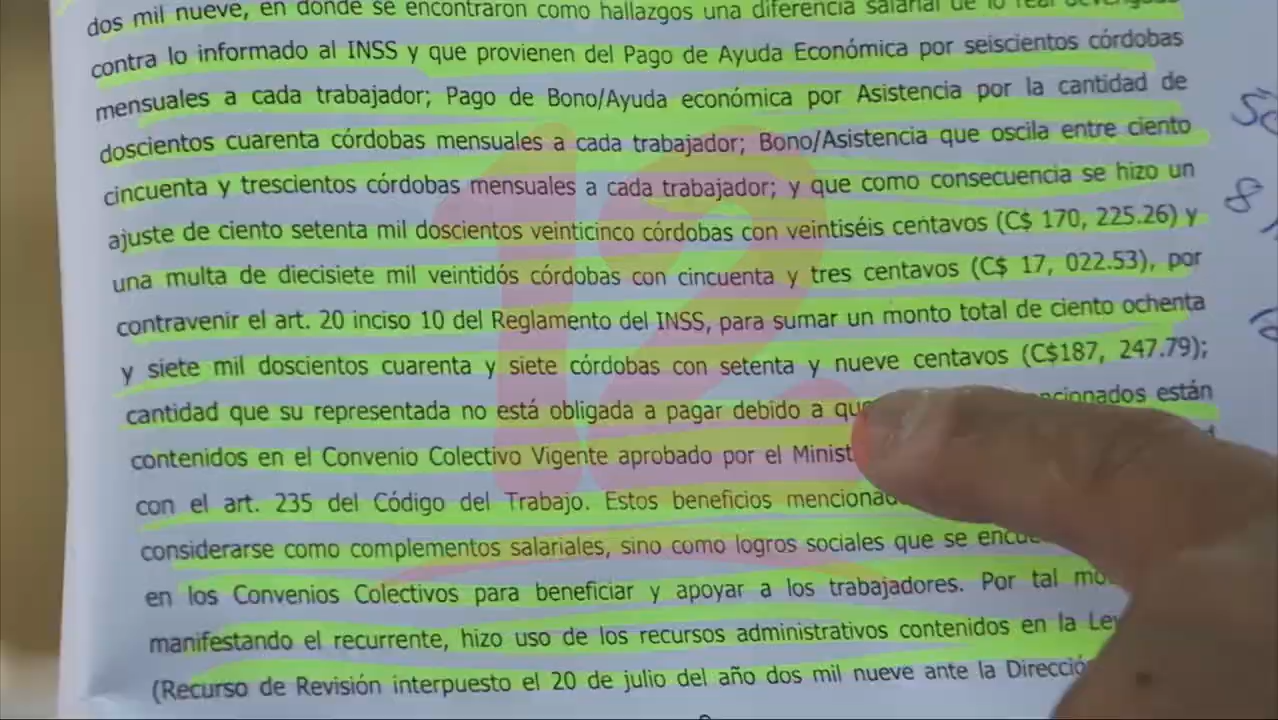 dos mil nueve, en donde se encontraron como hallazgos una diferencia salarial de lo real
contra lo informado al INSS y que provienen del Pago de Ayuda Económica por seiscientos córdobas
mensuales a cada trabajador; Pago de Bono/Ayuda económica por Asistencia por la cantidad de
doscientos cuarenta córdobas mensuales a cada trabajador; Bono/Asistencia que oscila entre ciento
cincuenta y trescientos córdobas mensuales a cada trabajador; y que como consecuencia se hizo un
ajuste de ciento setenta mil doscientos veinticinco córdobas con veintiséis centavos (C$ 170, 225.26) y
una multa de diecisiete mil veintidós córdobas con cincuenta y tres centavos (C$ 17, 022.53), por
contravenir el art. 20 inciso 10 del Reglamento del INSS, para sumar un monto total de ciento ochenta
y siete mil doscientos cuarenta y siete córdobas con setenta y nueve centavos (C$187, 247.79);
cantidad que su representada no está obligada a pagar debido a que están
contenidos en el Convenio Colectivo Vigente aprobado por el
con el art. 235 del Código del Trabajo. Estos beneficios
considerarse como complementos salariales, sino como logros sociales que se
en los Convenios Colectivos para beneficiar y apoyar a los trabajadores. Por tal
manifestando el recurrente, hizo uso de los recursos administrativos contenidos en la Ley
(Recurso de Revisión interpuesto el 20 de julio del año dos mil nueve ante la
12
8